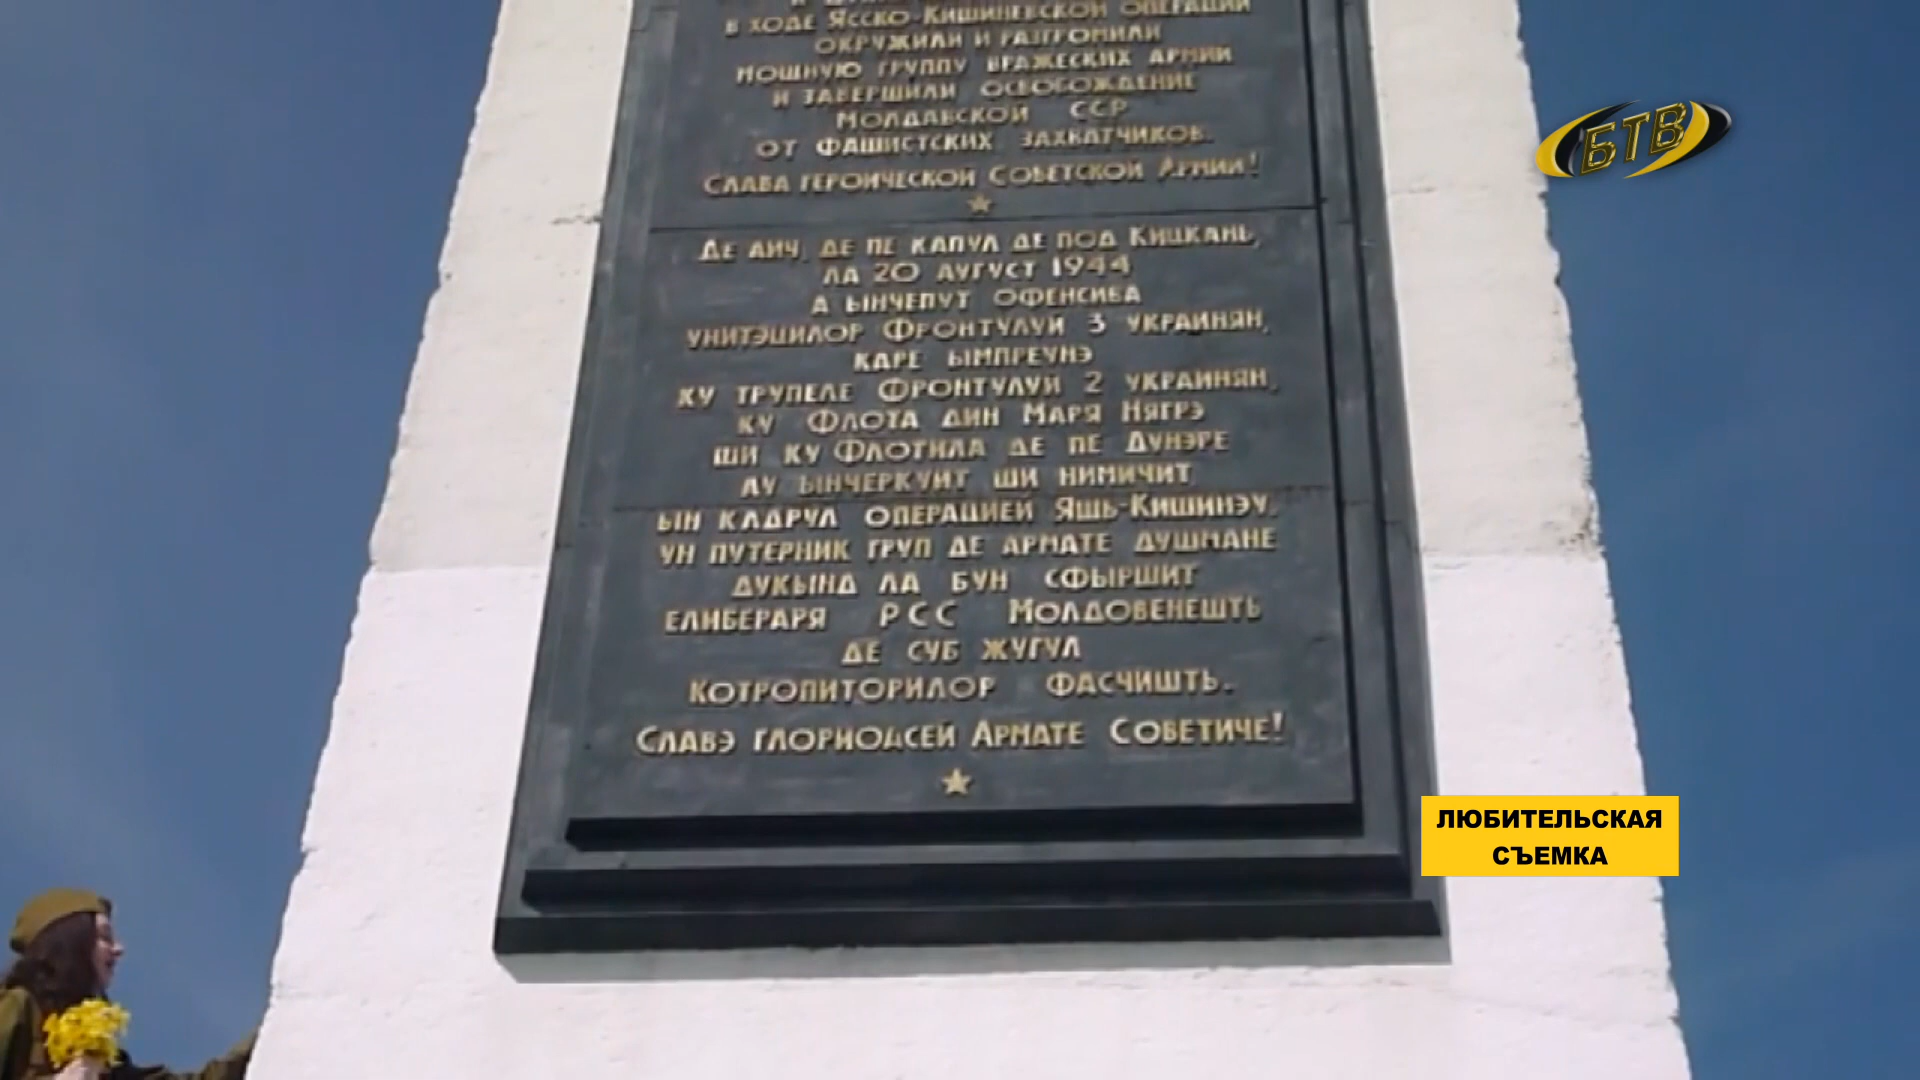 в ходе Ясско-Кишиневской операции
окружили и разгромили
мощную группу вражеских армий
и завершили освобождение
Молдавской ССР
от фашистских захватчиков.
Слава героической Советской Армии!
Де аич, де пе капул де под Кицкань,
ла 20 аугуст 1944
а ынчепут офенсива
унитэцилор Фронтулуй 3 украинян,
каре ымпреунэ
ку трупеле Фронтулуй 2 украинян,
ку Флота дин Маря Нягрэ
ши ку Флотила де пе Дунэре
ау ынчеркуит ши нимичит
ын кадрул операцией Яшь-Кишинэу,
ун путерник груп де армате душмане
дукынд ла бун сфыршит
елибераря РСС Молдовенешть
де суб жугул
котропиторилор фасчишть.
Славэ глориоасей Армате Советиче!
БТВ
ЛЮБИТЕЛЬСКАЯ
СЪЕМКА